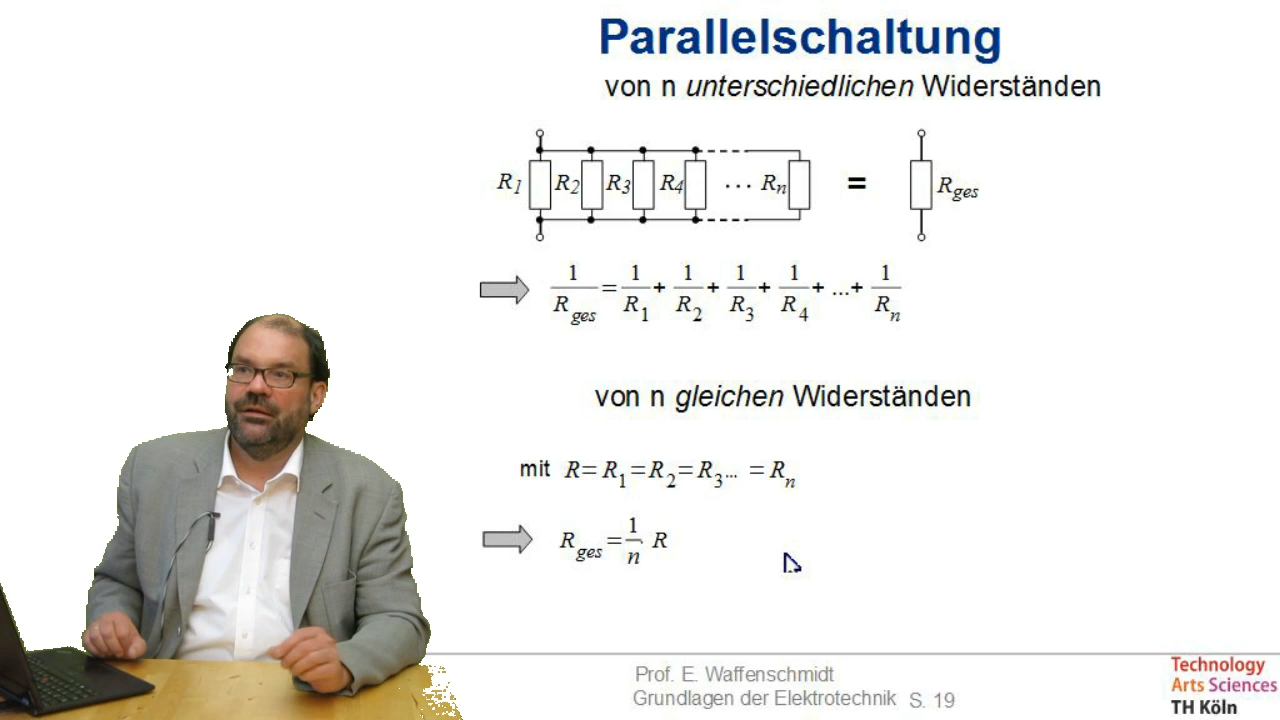 Parallelschaltung
von n unterschiedlichen Widerständen
R1 R2 R3 R4 ... Rn = Rges
1/Rges = 1/R1 + 1/R2 + 1/R3 + 1/R4 + ...+ 1/Rn
von n gleichen Widerständen
mit R= R1 = R2 = R3... = Rn
Rges = 1/n R
Prof. E. Waffenschmidt
Grundlagen der Elektrotechnik S. 19
Technology
Arts Sciences
TH Köln